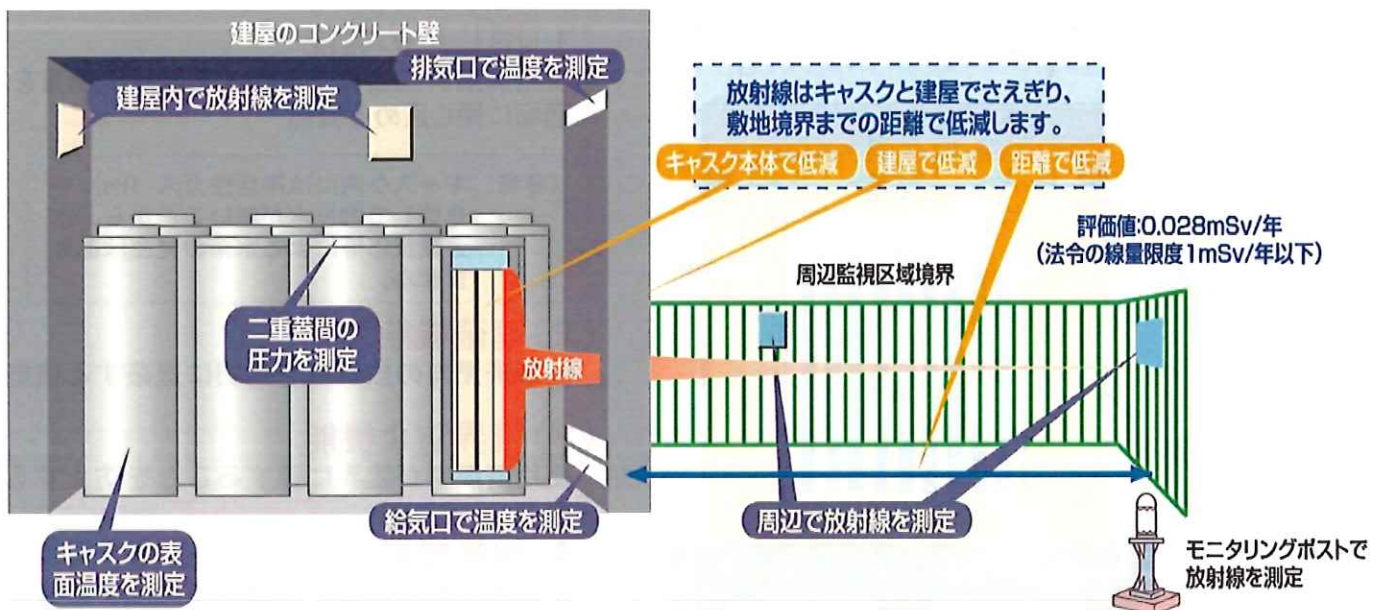 建屋のコンクリート壁
排気口で温度を測定
建屋内で放射線を測定
放射線はキャスクと建屋でさえぎり、
敷地境界までの距離で低減します。
キャスク本体で低減
建屋で低減
距離で低減
評価値:0.028mSv/年
(法令の線量限度1mSv/年以下)
周辺監視区域境界
二重蓋間の
圧力を測定
放射線
給気口で温度を測定
周辺で放射線を測定
キャスクの表
面温度を測定
モニタリングポストで
放射線を測定